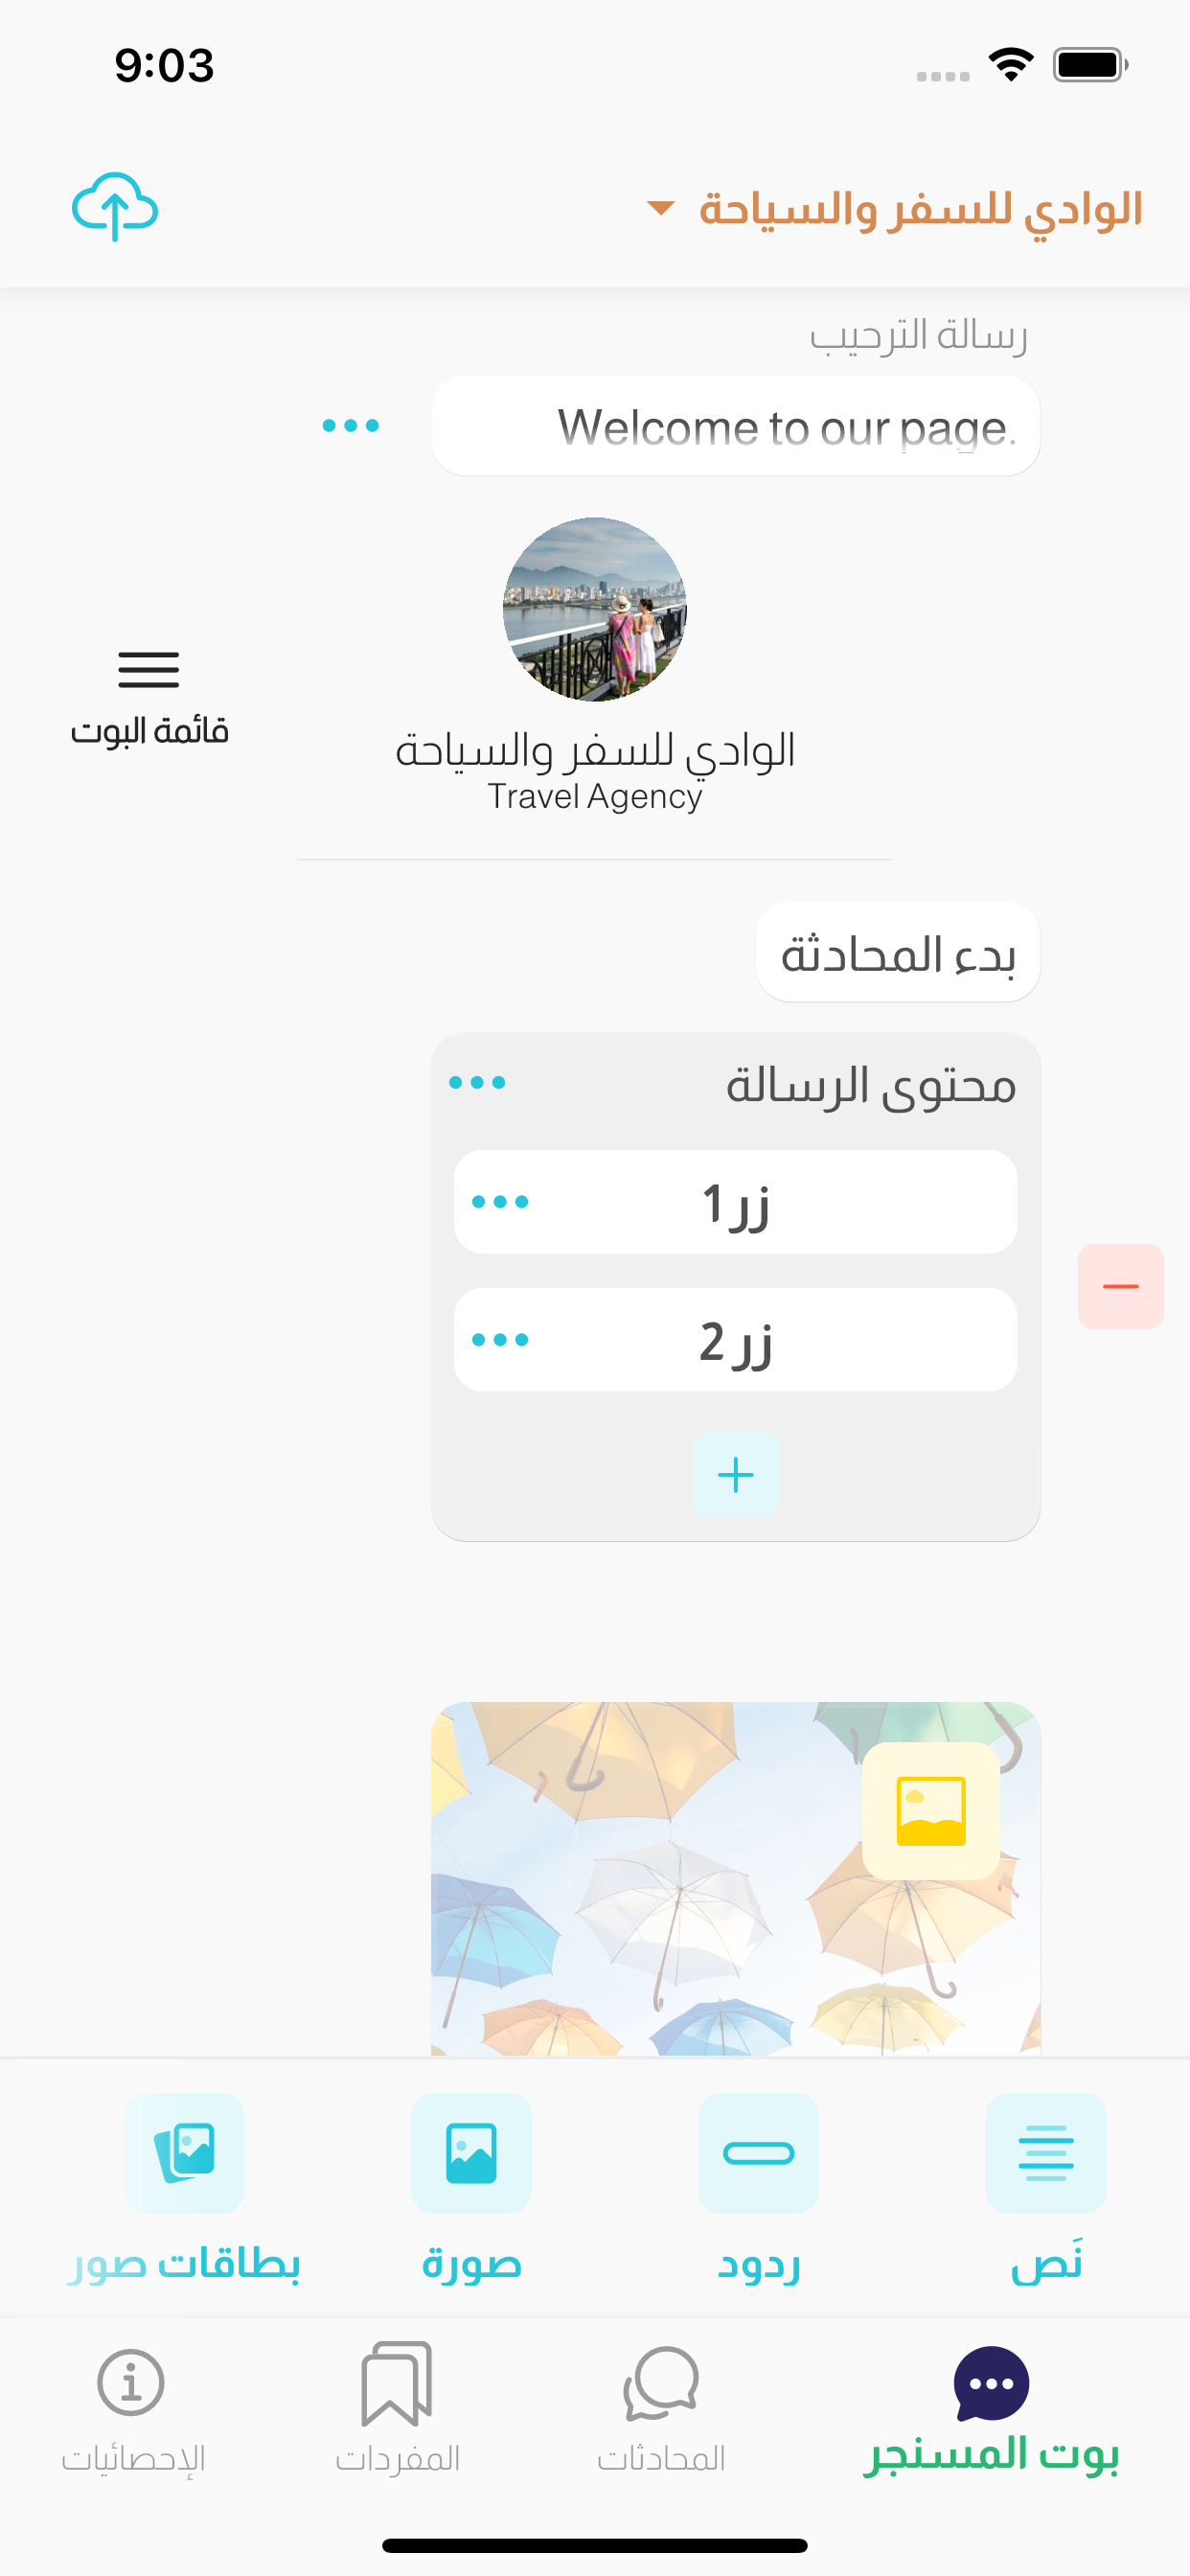 9:03
الوادي للسفر والسياحة
رسالة الترحيب
Welcome to our page.
قائمة البوت
الوادي للسفر والسياحة
Travel Agency
بدء المحادثة
محتوى الرسالة
زر 1
زر 2
نَص
ردود
صورة
بطاقات صور
بوت المسنجر
المحادثات
المفردات
الإحصائيات